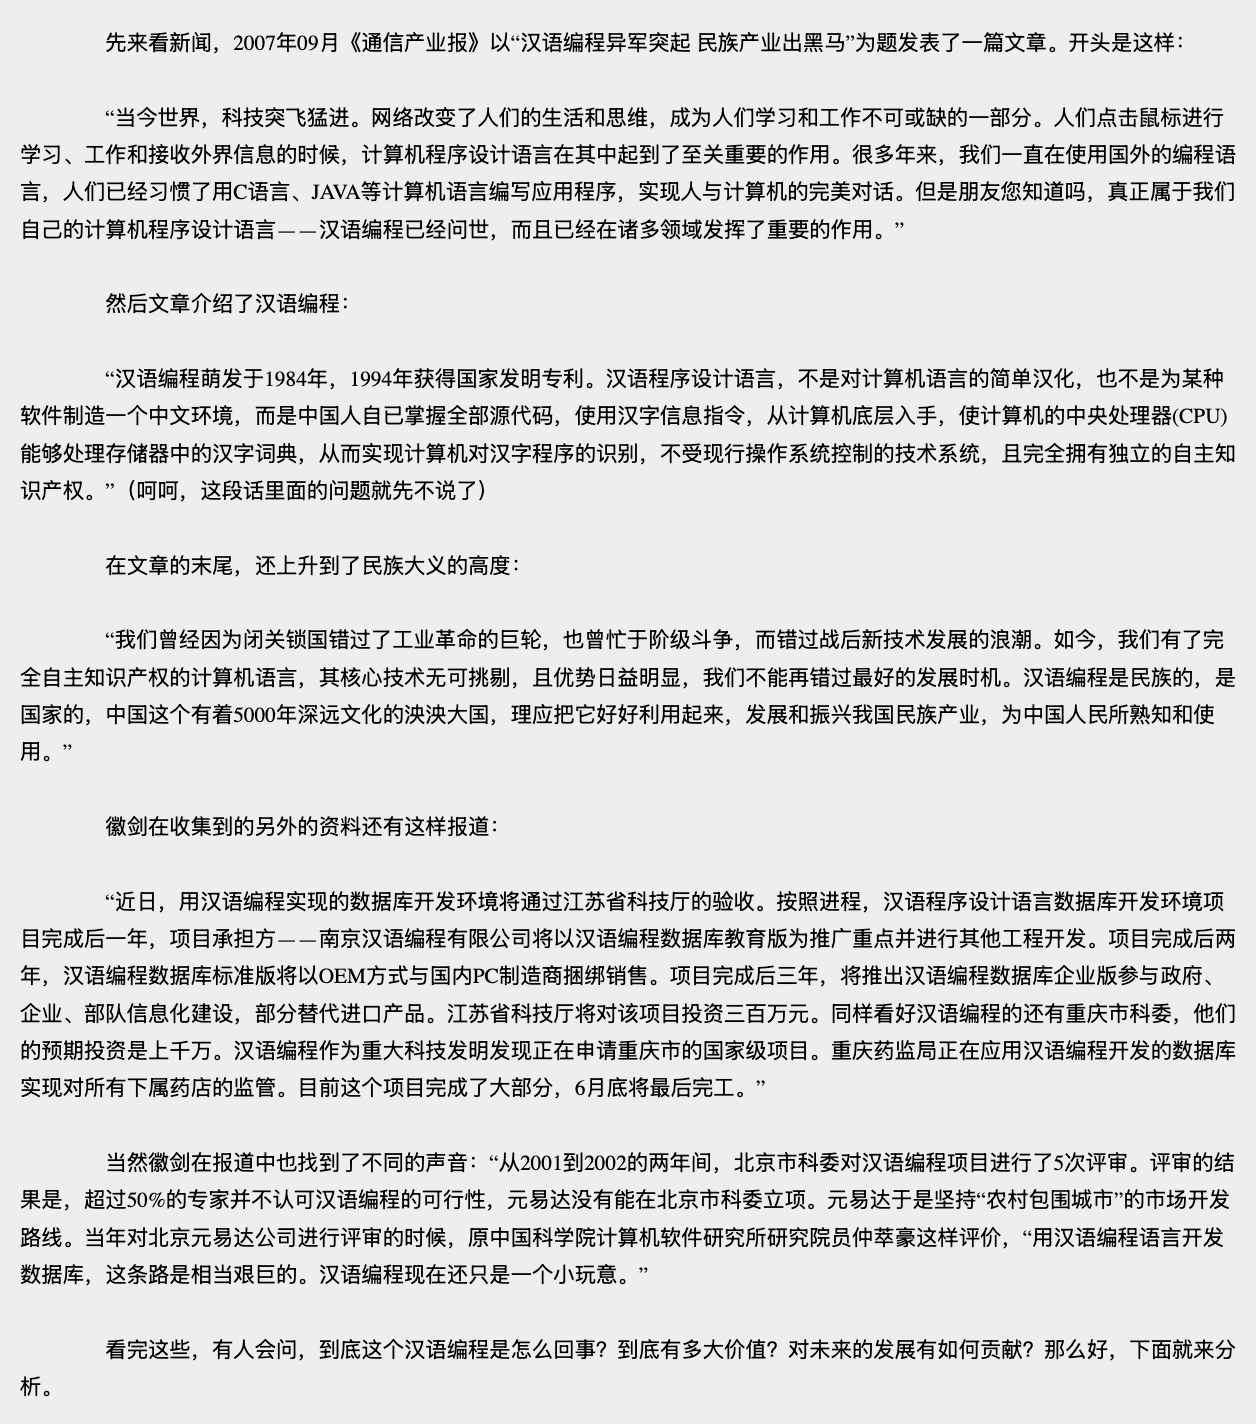 先来看新闻，2007年09月《通信产业报》以“汉语编程异军突起 民族产业出黑马”为题发表了一篇文章。开头是这样：
“当今世界，科技突飞猛进。网络改变了人们的生活和思维，成为人们学习和工作不可或缺的一部分。人们点击鼠标进行
学习、工作和接收外界信息的时候，计算机程序设计语言在其中起到了至关重要的作用。很多年来，我们一直在使用国外的编程语
言，人们已经习惯了用C语言、JAVA等计算机语言编写应用程序，实现人与计算机的完美对话。但是朋友您知道吗，真正属于我们
自己的计算机程序设计语言——汉语编程已经问世，而且已经在诸多领域发挥了重要的作用。”
然后文章介绍了汉语编程：
“汉语编程萌发于1984年，1994年获得国家发明专利。汉语程序设计语言，不是对计算机语言的简单汉化，也不是为某种
软件制造一个中文环境，而是中国人自已掌握全部源代码，使用汉字信息指令，从计算机底层入手，使计算机的中央处理器(CPU)
能够处理存储器中的汉字词典，从而实现计算机对汉字程序的识别，不受现行操作系统控制的技术系统，且完全拥有独立的自主知
识产权。”（呵呵，这段话里面的问题就先不说了）
在文章的末尾，还上升到了民族大义的高度：
“我们曾经因为闭关锁国错过了工业革命的巨轮，也曾忙于阶级斗争，而错过战后新技术发展的浪潮。如今，我们有了完
全自主知识产权的计算机语言，其核心技术无可挑剔，且优势日益明显，我们不能再错过最好的发展时机。汉语编程是民族的，是
国家的，中国这个有着5000年深远文化的泱泱大国，理应把它好好利用起来，发展和振兴我国民族产业，为中国人民所熟知和使
用。”
徽剑在收集到的另外的资料还有这样报道：
“近日，用汉语编程实现的数据库开发环境将通过江苏省科技厅的验收。按照进程，汉语程序设计语言数据库开发环境项
目完成后一年，项目承担方——南京汉语编程有限公司将以汉语编程数据库教育版为推广重点并进行其他工程开发。项目完成后两
年，汉语编程数据库标准版将以OEM方式与国内PC制造商捆绑销售。项目完成后三年，将推出汉语编程数据库企业版参与政府、
企业、部队信息化建设，部分替代进口产品。江苏省科技厅将对该项目投资三百万元。同样看好汉语编程的还有重庆市科委，他们
的预期投资是上千万。汉语编程作为重大科技发明发现正在申请重庆市的国家级项目。重庆药监局正在应用汉语编程开发的数据库
实现对所有下属药店的监管。目前这个项目完成了大部分，6月底将最后完工。”
当然徽剑在报道中也找到了不同的声音：“从2001到2002的两年间，北京市科委对汉语编程项目进行了5次评审。评审的结
果是，超过50%的专家并不认可汉语编程的可行性，元易达没有能在北京市科委立项。元易达于是坚持“农村包围城市”的市场开发
路线。当年对北京元易达公司进行评审的时候，原中国科学院计算机软件研究所研究院员仲萃豪这样评价，“用汉语编程语言开发
数据库，这条路是相当艰巨的。汉语编程现在还只是一个小玩意。”
看完这些，有人会问，到底这个汉语编程是怎么回事？到底有多大价值？对未来的发展有如何贡献？那么好，下面就来分
析。